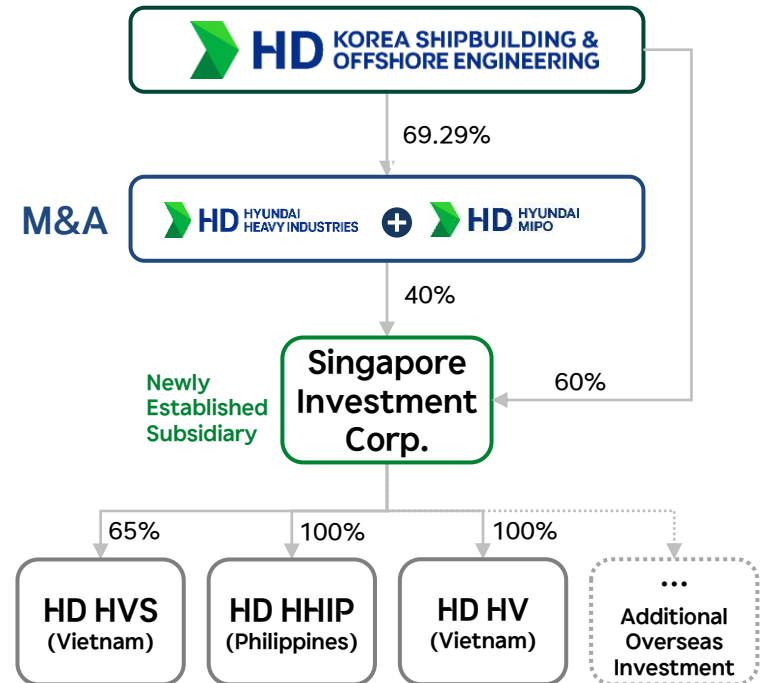 HD KOREA SHIPBUILDING &
OFFSHORE ENGINEERING
69.29%
M&A
HD HYUNDAI
HEAVY INDUSTRIES
+
HD HYUNDAI
MIPO
40%
Newly
Established
Subsidiary
Singapore
Investment
Corp.
60%
65%
100%
100%
HD HVS
(Vietnam)
HD HHIP
(Philippines)
HD HV
(Vietnam)
...
Additional
Overseas
Investment